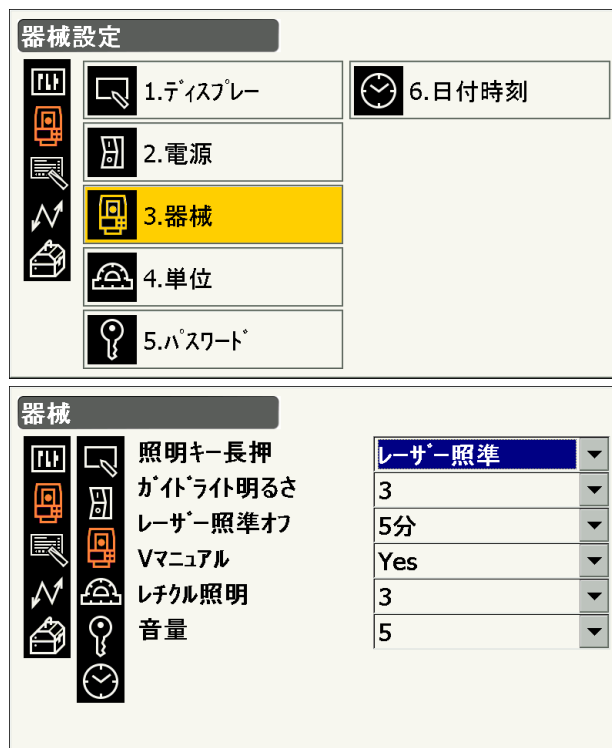 器械設定
1.ﾃﾞｨｽﾌﾟﾚｰ
6.日付時刻
2.電源
3.器械
4.単位
5.ﾊﾟｽﾜｰﾄﾞ
器械
照明キー長押 ﾚｰｻﾞｰ照準
ｶﾞｲﾄﾞﾗｲﾄ明るさ 3
ﾚｰｻﾞｰ照準ｵﾌ 5分
Vﾏﾆｭｱﾙ Yes
ﾚﾁｸﾙ照明 3
音量 5